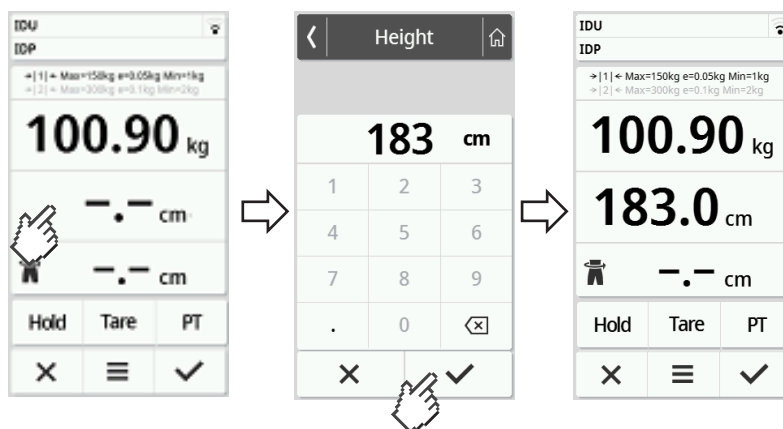 IDU
IDP
→|1|← Max=150kg e=0.05kg Min=1kg
→|2|← Max=300kg e=0.1kg Min=2kg
100.90 kg
–.– cm
–.– cm
Hold Tare PT
Height
183 cm
1 2 3
4 5 6
7 8 9
. 0
IDU
IDP
→|1|← Max=150kg e=0.05kg Min=1kg
→|2|← Max=300kg e=0.1kg Min=2kg
100.90 kg
183.0 cm
–.– cm
Hold Tare PT